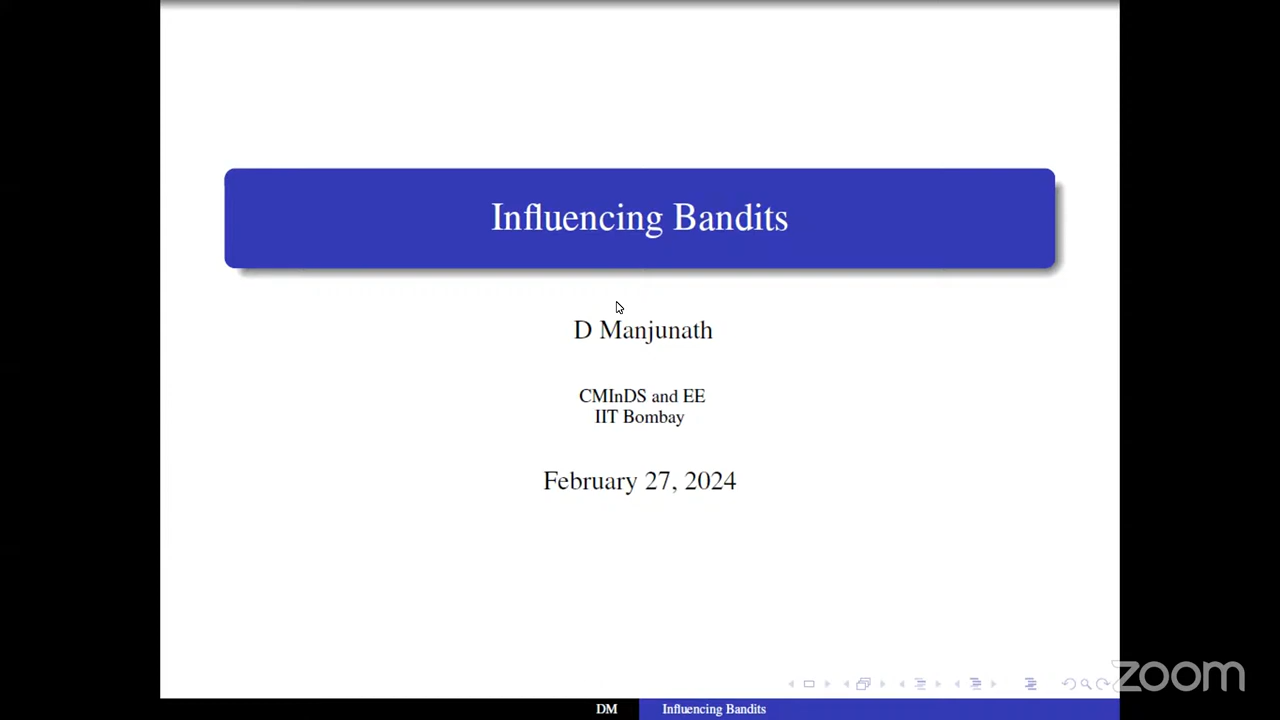 Influencing Bandits
D Manjunath
CMInDS and EE
IIT Bombay
February 27, 2024
zoom
DM
Influencing Bandits